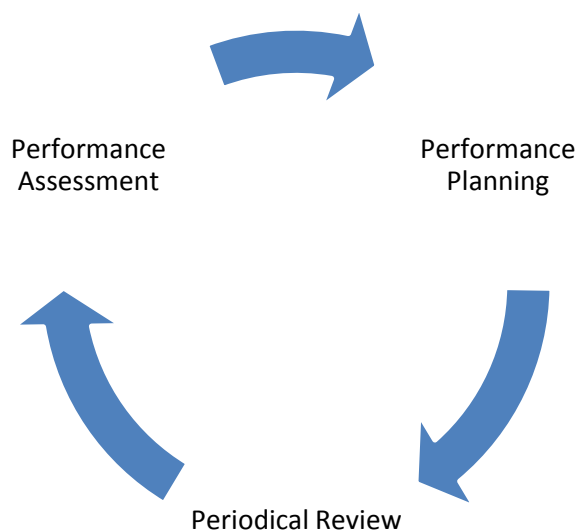 Performance
Assessment
Performance
Planning
Periodical Review